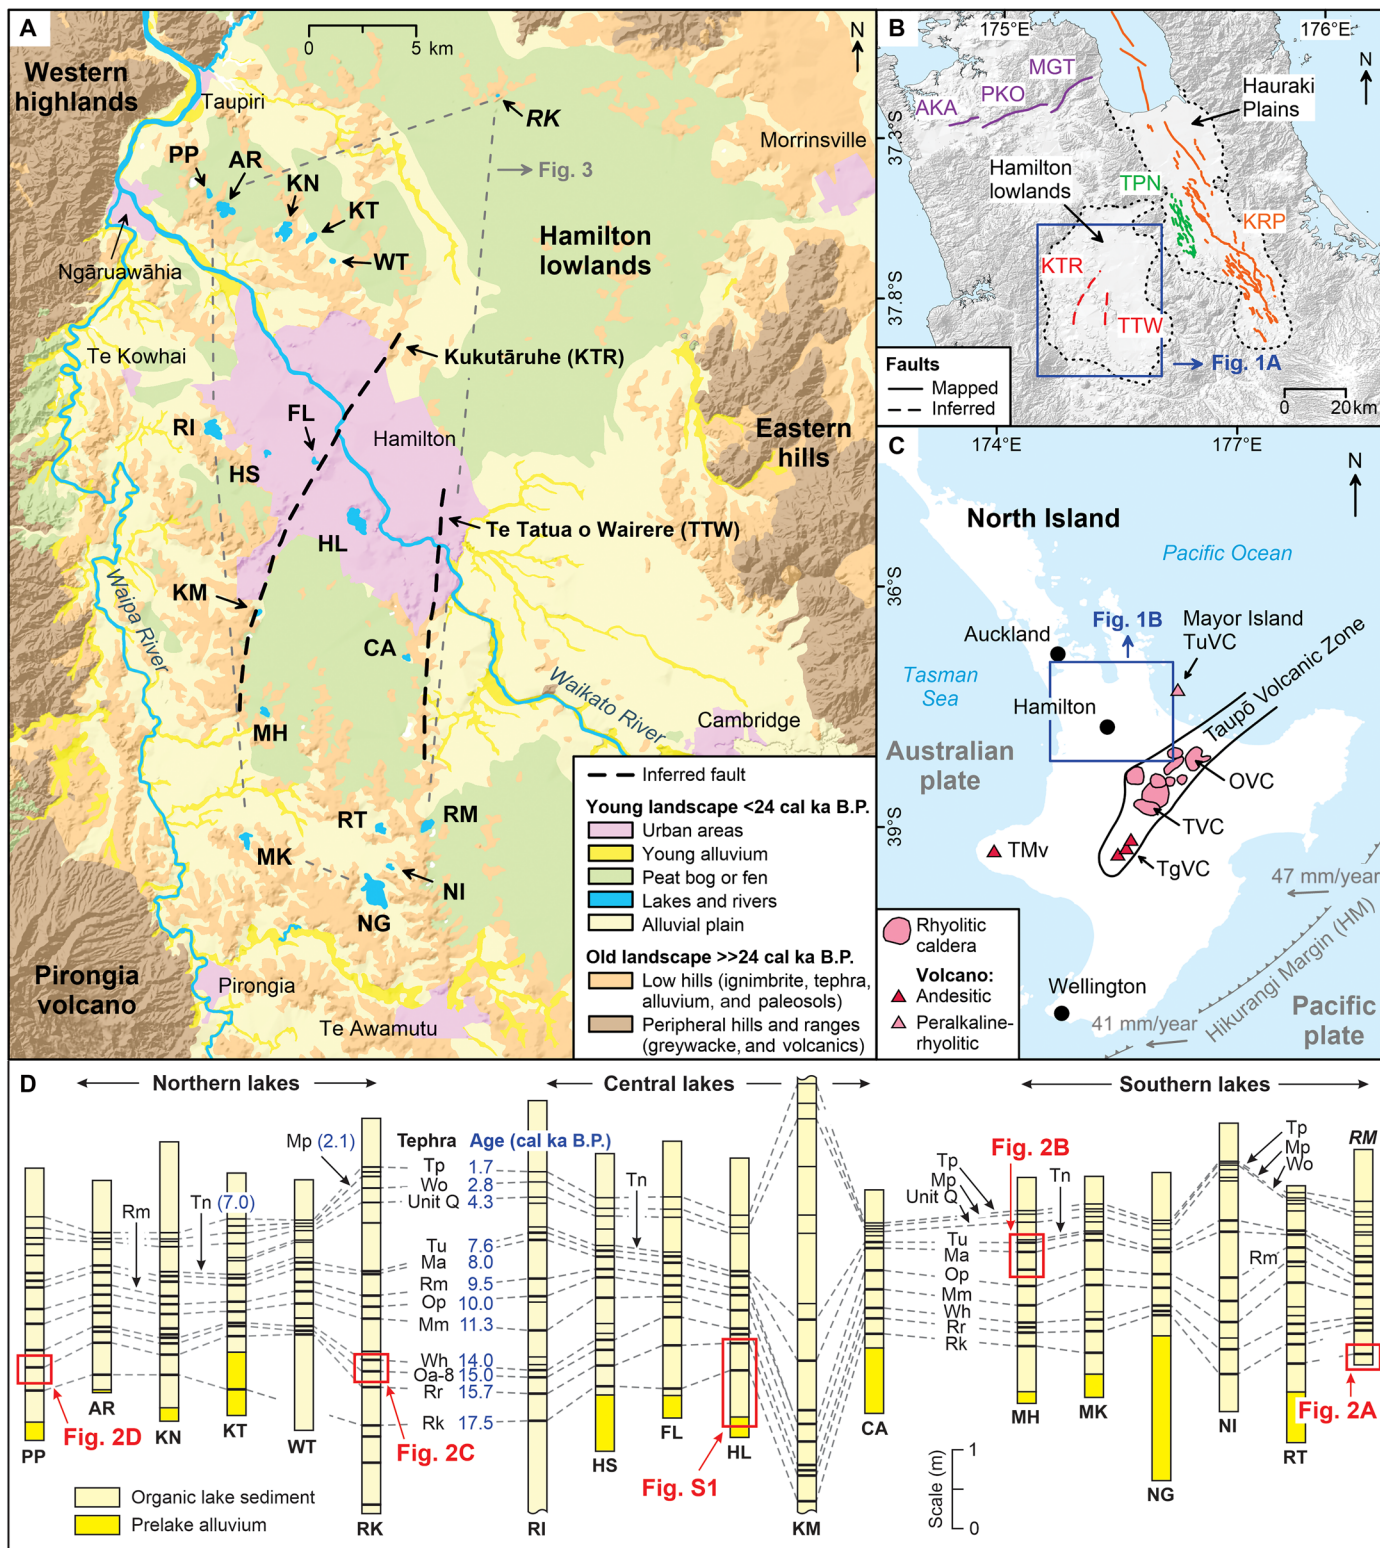 A
0
5 km
N
Western
highlands
Taupiri
RK
Morrinsville
PP
AR
KN
KT
WT
Fig. 3
Ngāruawāhia
Hamilton
lowlands
Te Kowhai
Kukutāruhe (KTR)
RI
FL
Hamilton
HS
Eastern
hills
HL
Te Tatua o Wairere (TTW)
KM
Waipa River
CA
Waikato River
MH
Cambridge
RT
RM
MK
NI
NG
Pirongia
volcano
Pirongia
Te Awamutu
Inferred fault
Young landscape <24 cal ka B.P.
Urban areas
Young alluvium
Peat bog or fen
Lakes and rivers
Alluvial plain
Old landscape >>24 cal ka B.P.
Low hills (ignimbrite, tephra,
alluvium, and paleosols)
Peripheral hills and ranges
(greywacke, and volcanics)
B
175°E
176°E
N
MGT
PKO
AKA
Hauraki
Plains
37.3°S
Hamilton
lowlands
TPN
KRP
KTR
TTW
37.8°S
Fig. 1A
Faults
Mapped
Inferred
0
20km
C
174°E
177°E
N
North Island
Pacific Ocean
36°S
Fig. 1B
Mayor Island
TuVC
Auckland
Tasman
Sea
Hamilton
Taupō Volcanic Zone
Australian
plate
OVC
39°S
TVC
TMv
TgVC
47 mm/year
Rhyolitic
caldera
Volcano:
Andesitic
Peralkaline-
rhyolitic
Wellington
41 mm/year
Hikurangi Margin (HM)
Pacific
plate
D
Northern lakes
Central lakes
Southern lakes
Mp (2.1)
Tephra
Age (cal ka B.P.)
Tp 1.7
Wo 2.8
Unit Q 4.3
Tu 7.6
Ma 8.0
Rm 9.5
Op 10.0
Mm 11.3
Wh 14.0
Oa-8 15.0
Rr 15.7
Rk 17.5
Rm
Tn (7.0)
Tn
Tp
Mp
Unit Q
Fig. 2B
Tn
Tu
Ma
Op
Mm
Wh
Rr
Rk
Tp
Mp
Wo
RM
Rm
Fig. 2D
Fig. 2C
Fig. S1
Fig. 2A
PP
AR
KN
KT
WT
RK
RI
HS
FL
HL
KM
CA
MH
MK
NG
NI
RT
Organic lake sediment
Prelake alluvium
Scale (m)
1
0